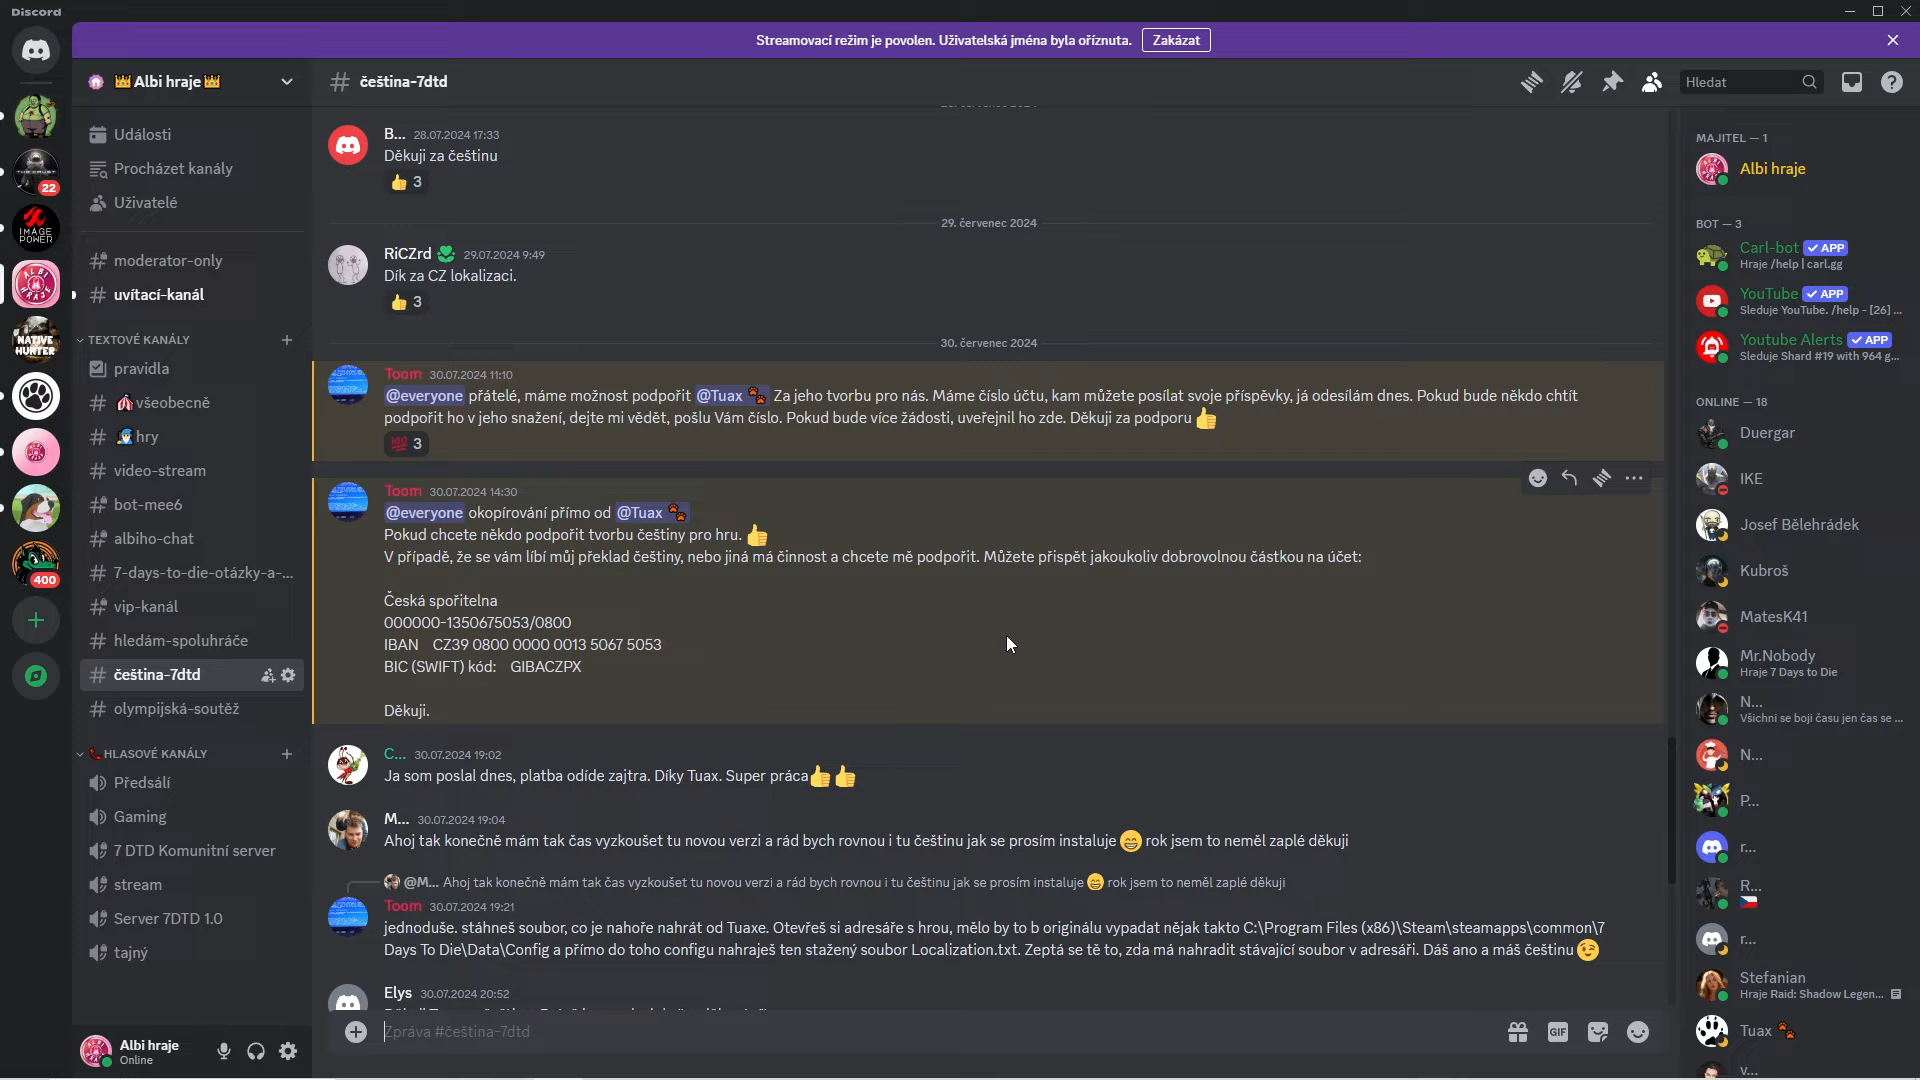 Discord
Streamovací režim je povolen. Uživatelská jména byla oříznuta. Zakázat
Albi hraje
Události
Procházet kanály
Uživatelé
moderator-only
uvítací-kanál
TEXTOVÉ KANÁLY
pravidla
všeobecně
hry
video-stream
bot-mee6
albiho-chat
7-days-to-die-otázky-a-...
vip-kanál
hledám-spoluhráče
čeština-7dtd
olympijská-soutěž
HLASOVÉ KANÁLY
Předsálí
Gaming
7 DTD Komunitní server
stream
Server 7DTD 1.0
tajný
Albi hraje
Online
22
IMAGE
POWER
ALBI
HRAJE
NATIVE
HUNTER
400
čeština-7dtd
Hledat
B... 28.07.2024 17:33
Děkuji za češtinu
3
29. červenec 2024
RiCZrd 29.07.2024 9:49
Dík za CZ lokalizaci.
3
30. červenec 2024
Toom 30.07.2024 11:10
@everyone přátelé, máme možnost podpořit @Tuax Za jeho tvorbu pro nás. Máme číslo účtu, kam můžete posílat svoje příspěvky, já odesílám dnes. Pokud bude někdo chtít
podpořit ho v jeho snažení, dejte mi vědět, pošlu Vám číslo. Pokud bude více žádosti, uveřejnil ho zde. Děkuji za podporu
3
Toom 30.07.2024 14:30
@everyone okopírování přímo od @Tuax
Pokud chcete někdo podpořit tvorbu češtiny pro hru.
V případě, že se vám líbí můj překlad češtiny, nebo jiná má činnost a chcete mě podpořit. Můžete přispět jakoukoliv dobrovolnou částkou na účet:
Česká spořitelna
000000-1350675053/0800
IBAN CZ39 0800 0000 0013 5067 5053
BIC (SWIFT) kód: GIBACZPX
Děkuji.
C... 30.07.2024 19:02
Ja som poslal dnes, platba odíde zajtra. Díky Tuax. Super práca
M... 30.07.2024 19:04
Ahoj tak konečně mám tak čas vyzkoušet tu novou verzi a rád bych rovnou i tu češtinu jak se prosím instaluje rok jsem to neměl zaplé děkuji
@M... Ahoj tak konečně mám tak čas vyzkoušet tu novou verzi a rád bych rovnou i tu češtinu jak se prosím instaluje rok jsem to neměl zaplé děkuji
Toom 30.07.2024 19:21
jednoduše. stáhneš soubor, co je nahoře nahrát od Tuaxe. Otevřeš si adresáře s hrou, mělo by to b originálu vypadat nějak takto C:\Program Files (x86)\Steam\steamapps\common\7
Days To Die\Data\Config a přímo do toho configu nahraješ ten stažený soubor Localization.txt. Zeptá se tě to, zda má nahradit stávající soubor v adresáři. Dáš ano a máš češtinu
Elys 30.07.2024 20:52
Zpráva #čeština-7dtd
GIF
MAJITEL — 1
Albi hraje
BOT — 3
Carl-bot APP
Hraje /help | carl.gg
YouTube APP
Sleduje YouTube. /help - [26] ...
Youtube Alerts APP
Sleduje Shard #19 with 964 g...
ONLINE — 18
Duergar
IKE
Josef Bělehrádek
Kubroš
MatesK41
Mr.Nobody
Hraje 7 Days to Die
N...
Všichni se boji času jen čas se ...
N...
P...
r...
R...
r...
Stefanian
Hraje Raid: Shadow Legen...
Tuax
v...